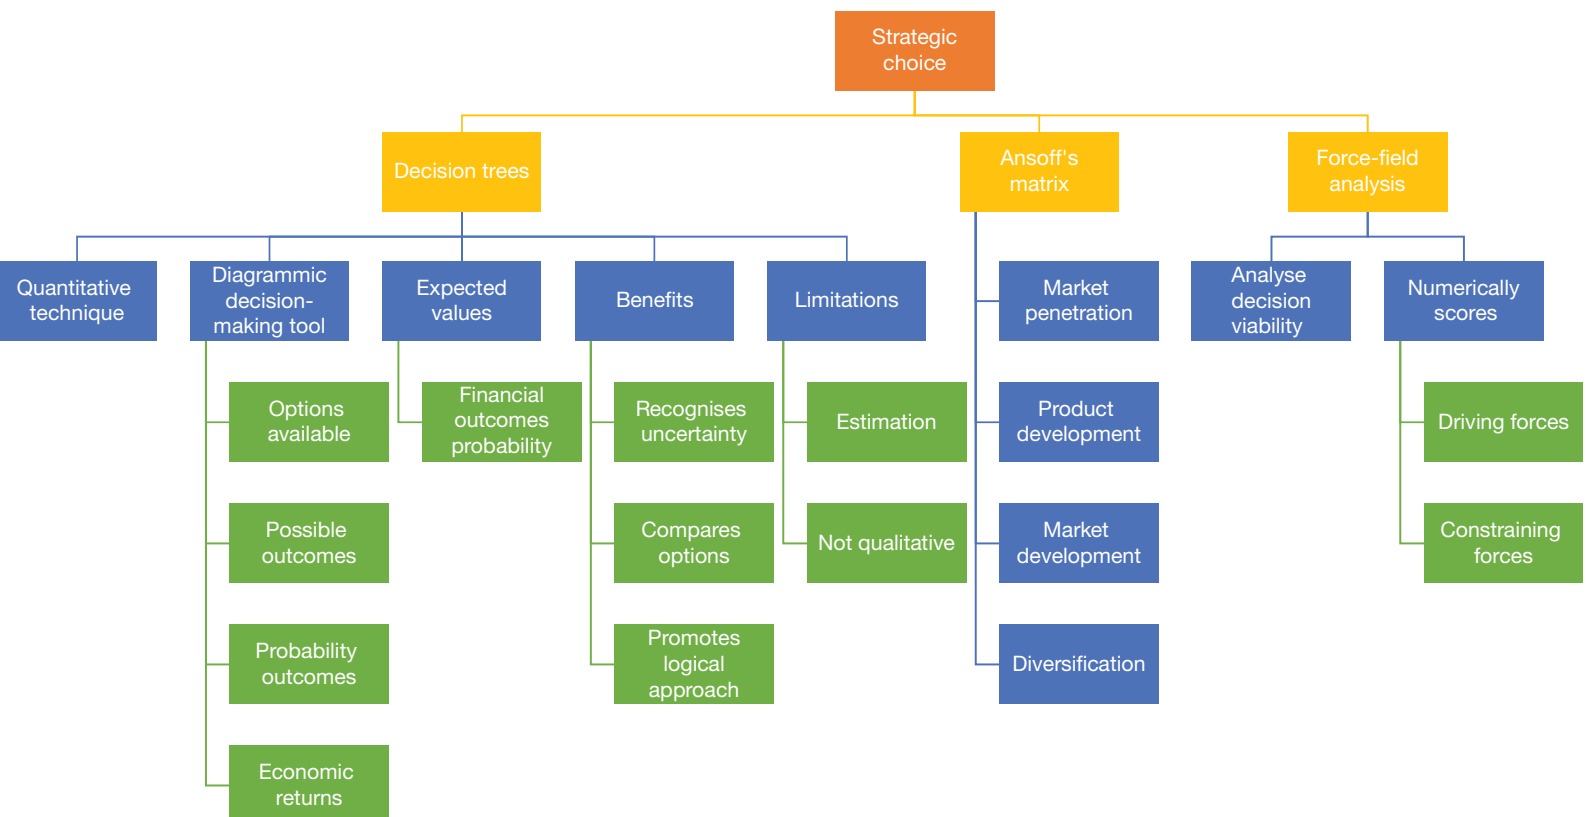 Strategic
choice
Decision trees
Ansoff's
matrix
Force-field
analysis
Quantitative
technique
Diagrammic
decision-
making tool
Expected
values
Benefits
Limitations
Market
penetration
Analyse
decision
viability
Numerically
scores
Options
available
Financial
outcomes
probability
Recognises
uncertainty
Estimation
Product
development
Driving forces
Possible
outcomes
Compares
options
Not qualitative
Market
development
Constraining
forces
Probability
outcomes
Promotes
logical
approach
Diversification
Economic
returns